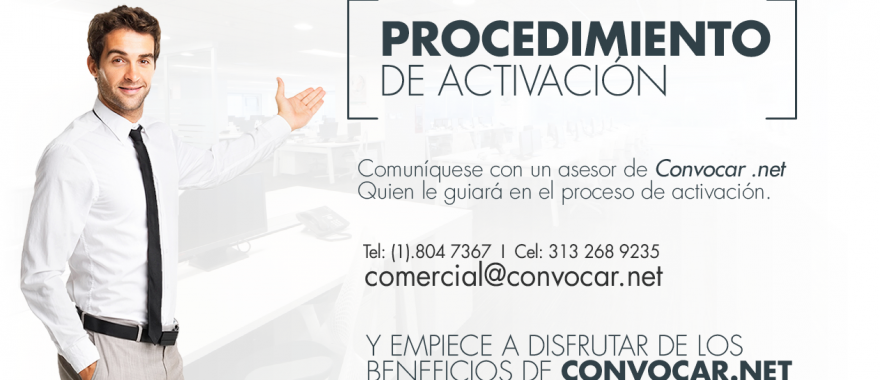 PROCEDIMIENTO
DE ACTIVACIÓN
Comuníquese con un asesor de Convocar .net
Quien le guiará en el proceso de activación.
Tel: (1).804 7367 I Cel: 313 268 9235
comercial@convocar.net
Y EMPIECE A DISFRUTAR DE LOS
BENEFICIOS DE CONVOCAR.NET